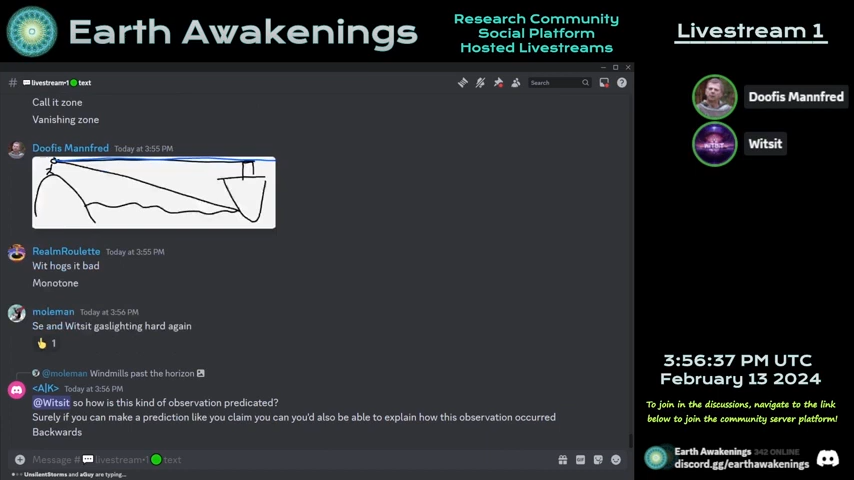 Earth Awakenings
Research Community
Social Platform
Hosted Livestreams
Livestream 1
# livestream•1 text
Search
Call it zone
Vanishing zone
Doofis Mannfred Today at 3:55 PM
RealmRoulette Today at 3:55 PM
Wit hogs it bad
Monotone
moleman Today at 3:56 PM
Se and Witsit gaslighting hard again
1
@moleman Windmills past the horizon
<A|K> Today at 3:56 PM
@Witsit so how is this kind of observation predicated?
Surely if you can make a prediction like you claim you can you'd also be able to explain how this observation occurred
Backwards
Message # livestream•1 text
UnsilentStorms and aGuy are typing...
Doofis Mannfred
Witsit
3:56:37 PM UTC
February 13 2024
To join in the discussions, navigate to the link
below to join the community server platform!
Earth Awakenings 342 ONLINE
discord.gg/earthawakenings